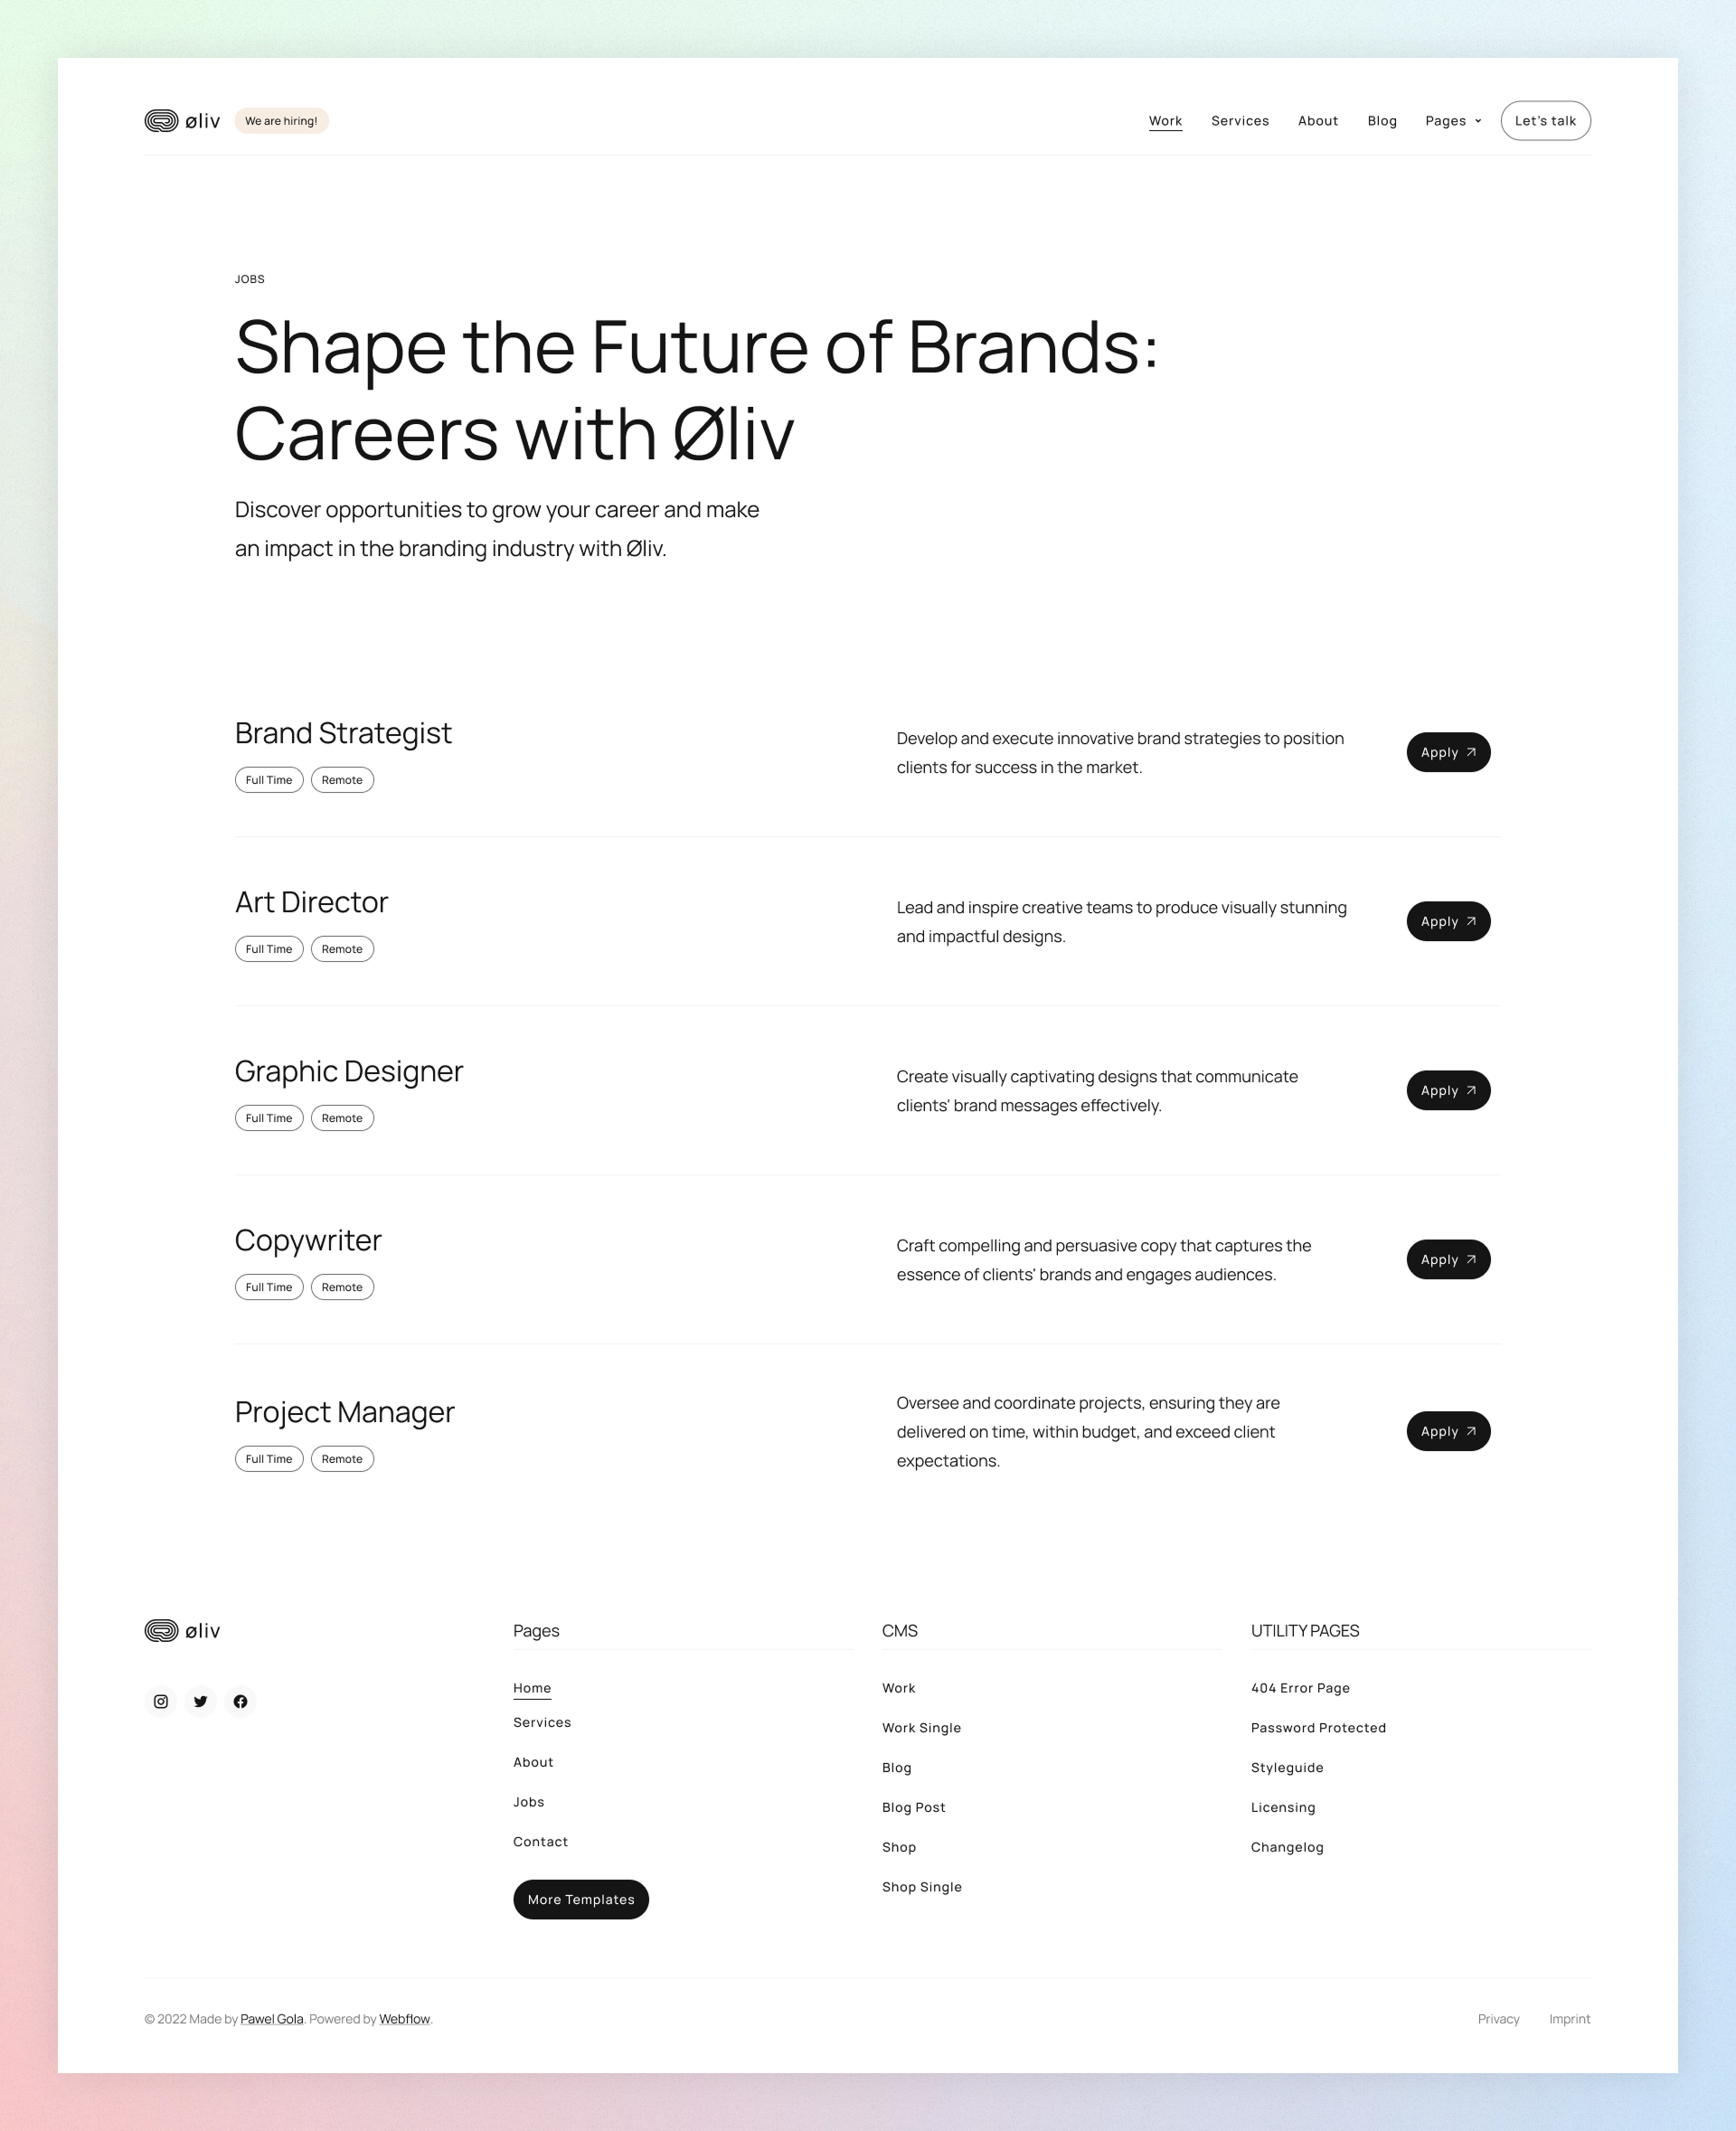 øliv We are hiring! Work Services About Blog Pages Let's talk
JOBS
Shape the Future of Brands:
Careers with Øliv
Discover opportunities to grow your career and make
an impact in the branding industry with Øliv.
Brand Strategist
Full Time Remote
Develop and execute innovative brand strategies to position
clients for success in the market.
Apply
Art Director
Full Time Remote
Lead and inspire creative teams to produce visually stunning
and impactful designs.
Apply
Graphic Designer
Full Time Remote
Create visually captivating designs that communicate
clients' brand messages effectively.
Apply
Copywriter
Full Time Remote
Craft compelling and persuasive copy that captures the
essence of clients' brands and engages audiences.
Apply
Project Manager
Full Time Remote
Oversee and coordinate projects, ensuring they are
delivered on time, within budget, and exceed client
expectations.
Apply
øliv
Pages
Home
Services
About
Jobs
Contact
More Templates
CMS
Work
Work Single
Blog
Blog Post
Shop
Shop Single
UTILITY PAGES
404 Error Page
Password Protected
Styleguide
Licensing
Changelog
© 2022 Made by Pawel Gola. Powered by Webflow.
Privacy Imprint